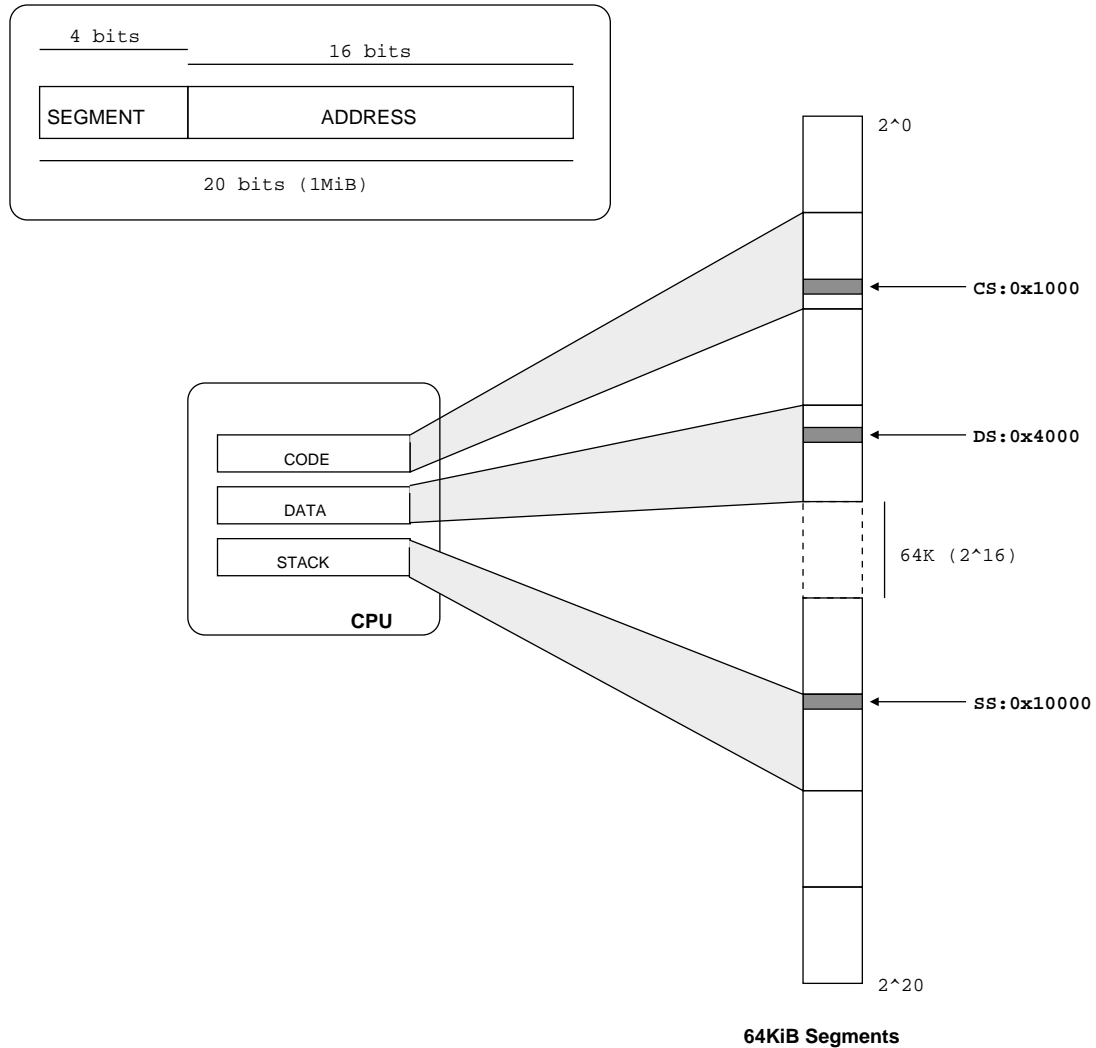 4 bits
16 bits
SEGMENT
ADDRESS
20 bits (1MiB)
2^0
CS:0x1000
DS:0x4000
CODE
DATA
STACK
CPU
64K (2^16)
SS:0x10000
2^20
64KiB Segments